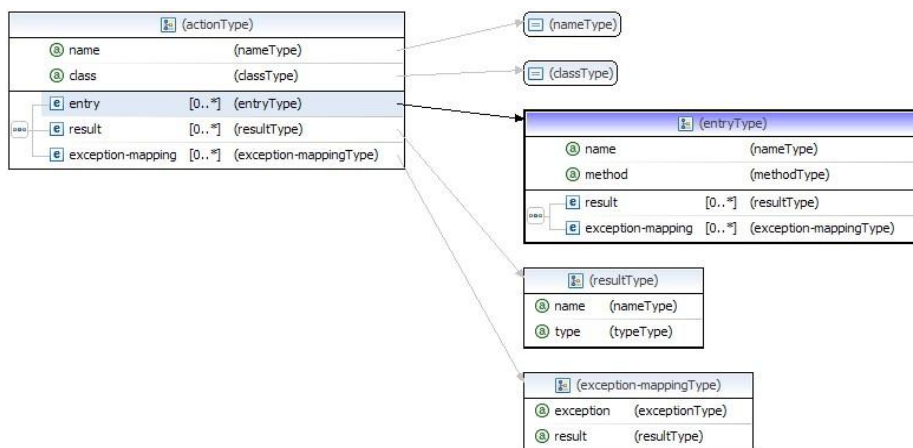 (actionType)
name (nameType)
class (classType)
entry [0..*] (entryType)
result [0..*] (resultType)
exception-mapping [0..*] (exception-mappingType)
(nameType)
(classType)
(entryType)
name (nameType)
method (methodType)
result [0..*] (resultType)
exception-mapping [0..*] (exception-mappingType)
(resultType)
name (nameType)
type (typeType)
(exception-mappingType)
exception (exceptionType)
result (resultType)